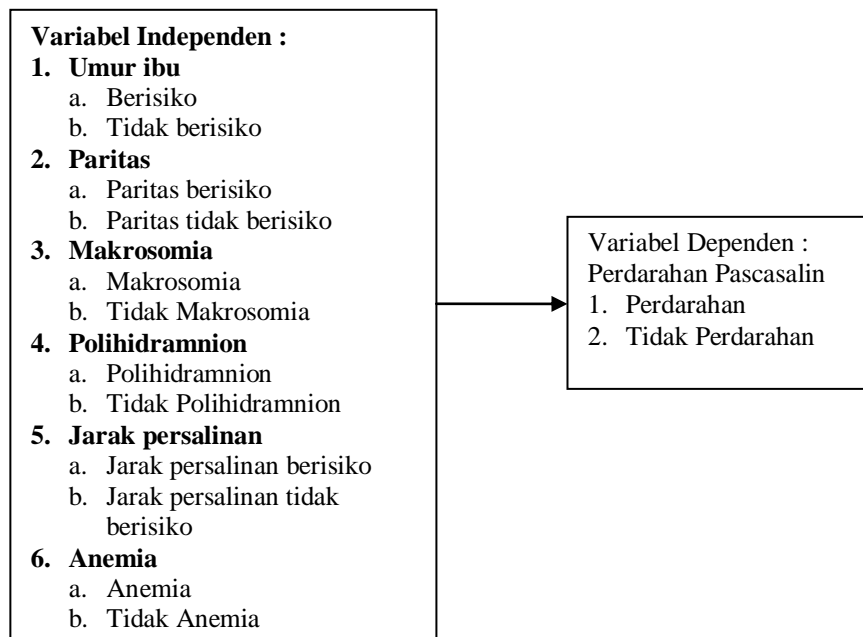 Variabel Independen :
1. Umur ibu
a. Berisiko
b. Tidak berisiko
2. Paritas
a. Paritas berisiko
b. Paritas tidak berisiko
3. Makrosomia
a. Makrosomia
b. Tidak Makrosomia
4. Polihidramnion
a. Polihidramnion
b. Tidak Polihidramnion
5. Jarak persalinan
a. Jarak persalinan berisiko
b. Jarak persalinan tidak
berisiko
6. Anemia
a. Anemia
b. Tidak Anemia
Variabel Dependen :
Perdarahan Pascasalin
1. Perdarahan
2. Tidak Perdarahan